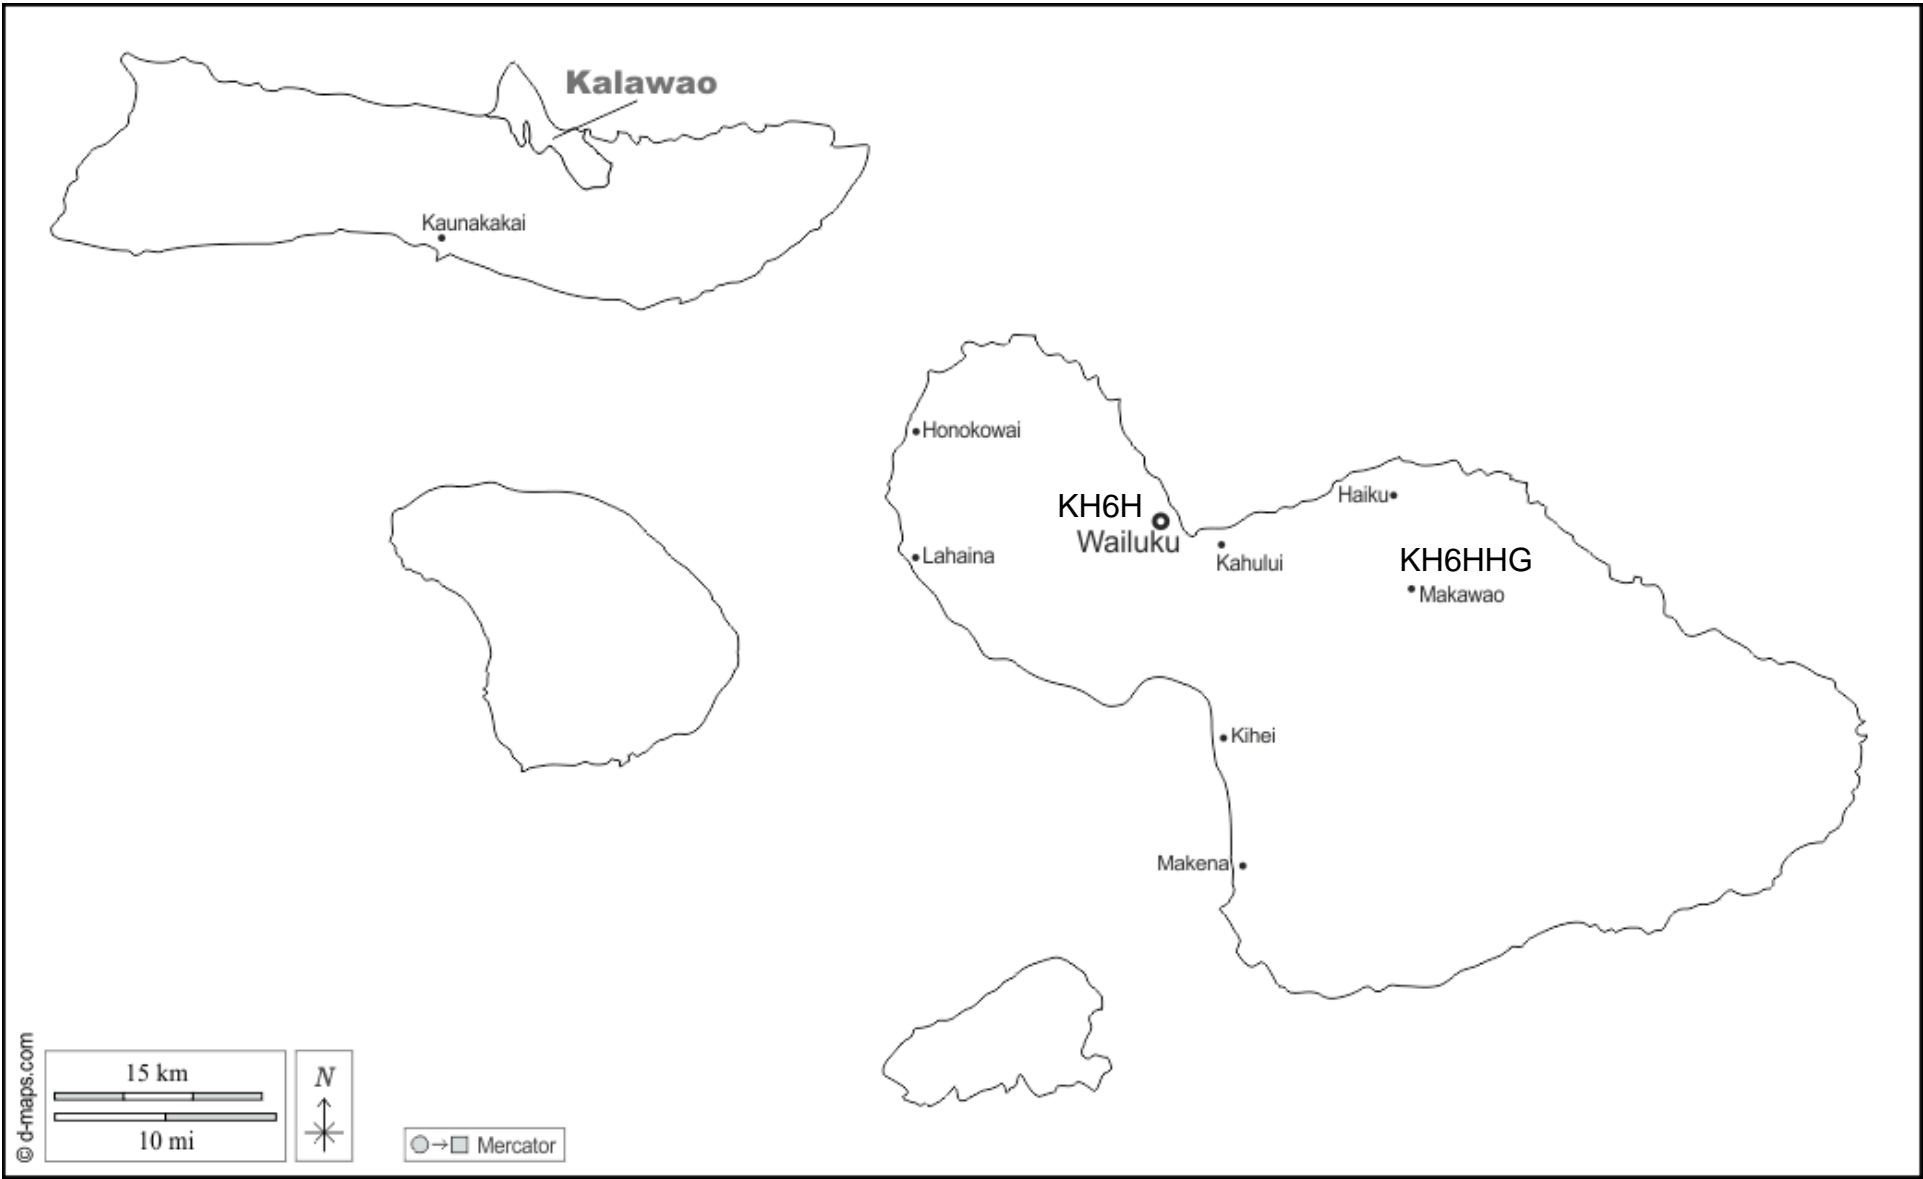 Kalawao
Kaunakakai
Honokowai
KH6H
Wailuku
Haiku
Lahaina
Kahului
KH6HHG
Makawao
Kihei
Makena
© d-maps.com
15 km
10 mi
N
Mercator